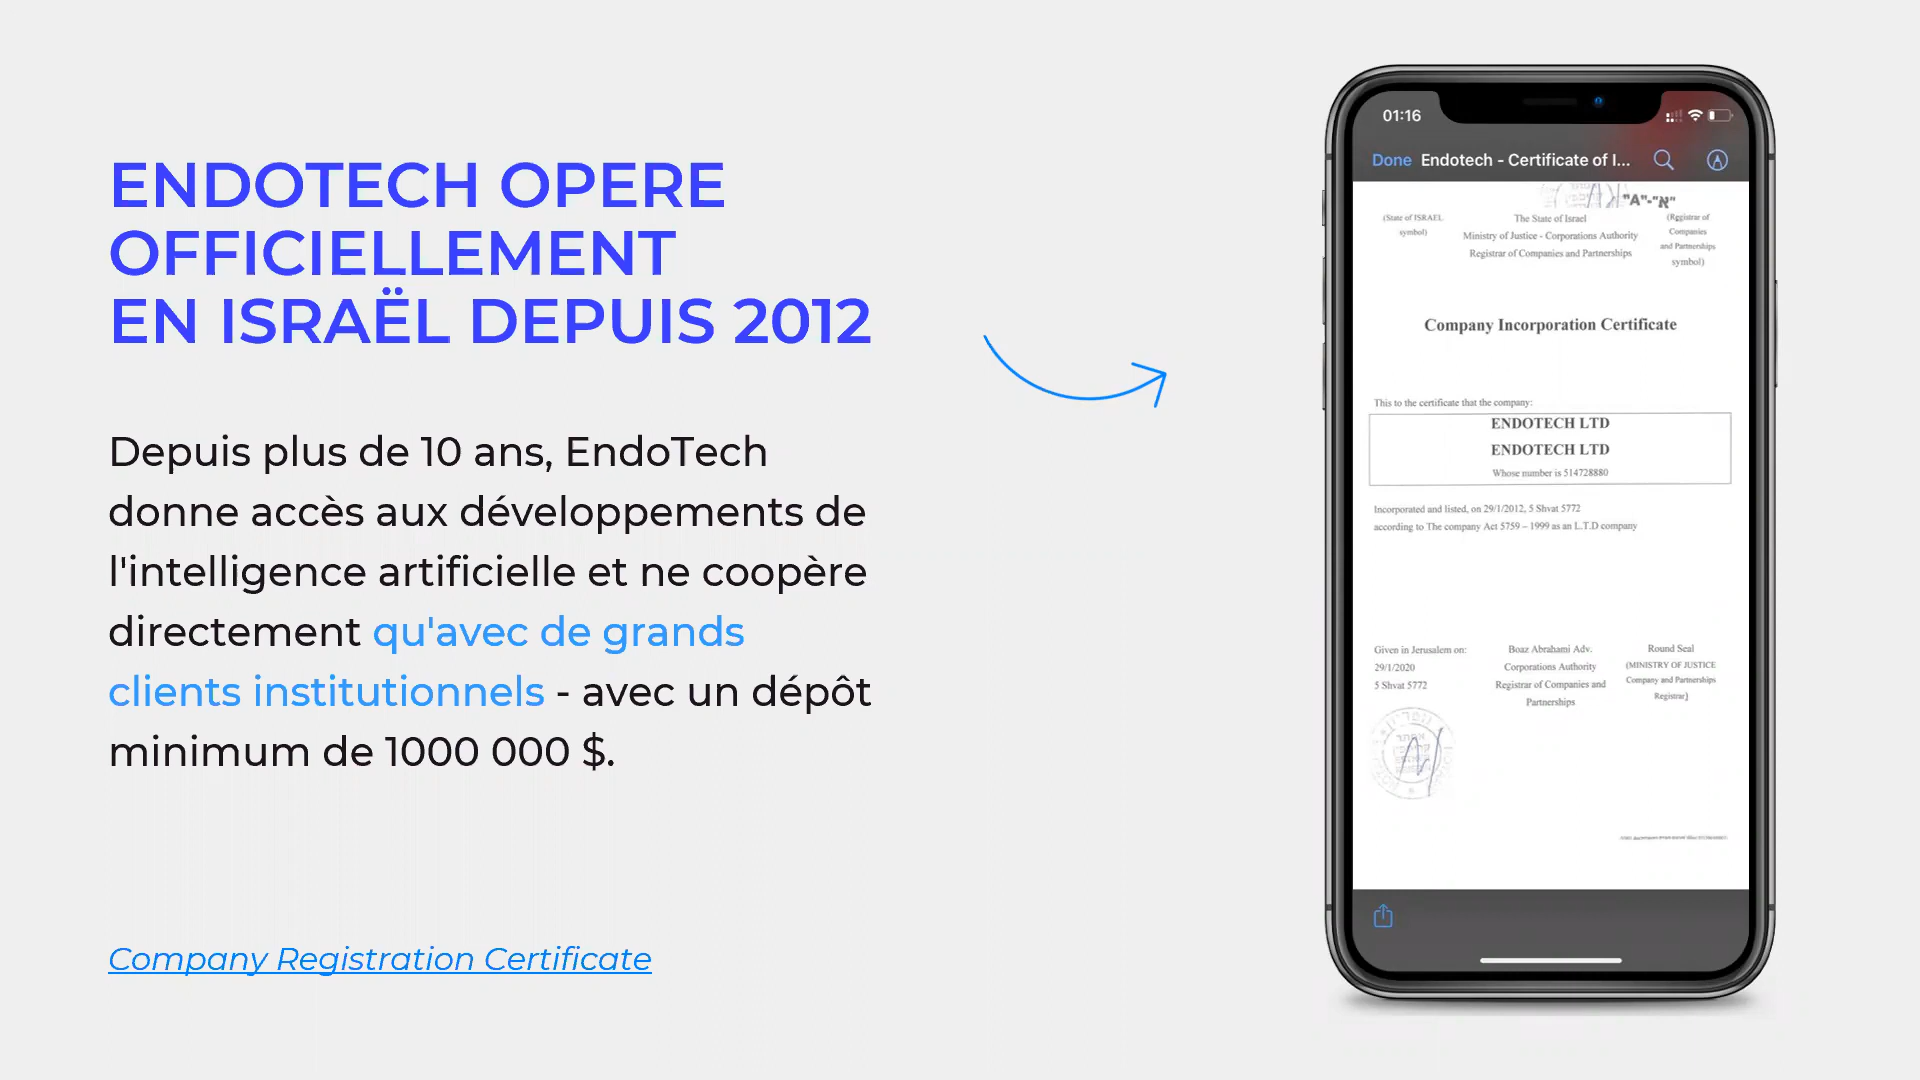 ENDOTECH OPERE
OFFICIELLEMENT
EN ISRAËL DEPUIS 2012
Depuis plus de 10 ans, EndoTech
donne accès aux développements de
l'intelligence artificielle et ne coopère
directement qu'avec de grands
clients institutionnels - avec un dépôt
minimum de 1000 000 $.
Company Registration Certificate
01:16
Done Endotech - Certificate of I...
"A"-"א"
(State of ISRAEL
symbol)
The State of Israel
Ministry of Justice - Corporations Authority
Registrar of Companies and Partnerships
(Rggistrar of
Companies
and Partnerships
symbol)
Company Incorporation Certificate
This to the certificate that the company:
ENDOTECH LTD
ENDOTECH LTD
Whose number is 514728880
Incorporated and listed, on 29/1/2012, 5 Shvat 5772
according to The company Act 5759 – 1999 as an L.T.D company
Given in Jerusalem on:
29/1/2020
5 Shvat 5772
Boaz Abrahami Adv.
Corporations Authority
Registrar of Companies and
Partnerships
Round Seal
(MINISTRY OF JUSTICE
Company and Partnerships
Registrar)